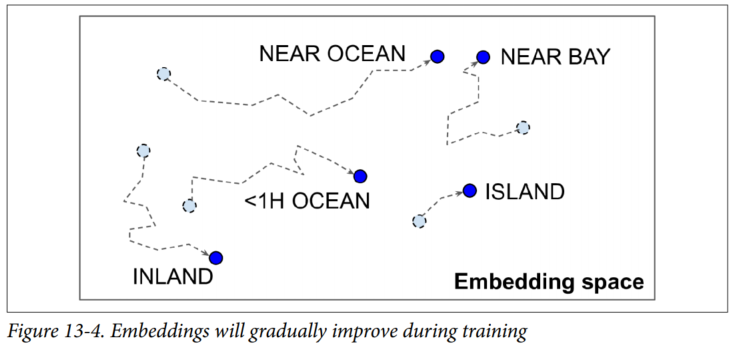 NEAR OCEAN
NEAR BAY
<1H OCEAN
ISLAND
INLAND
Embedding space
Figure 13-4. Embeddings will gradually improve during training